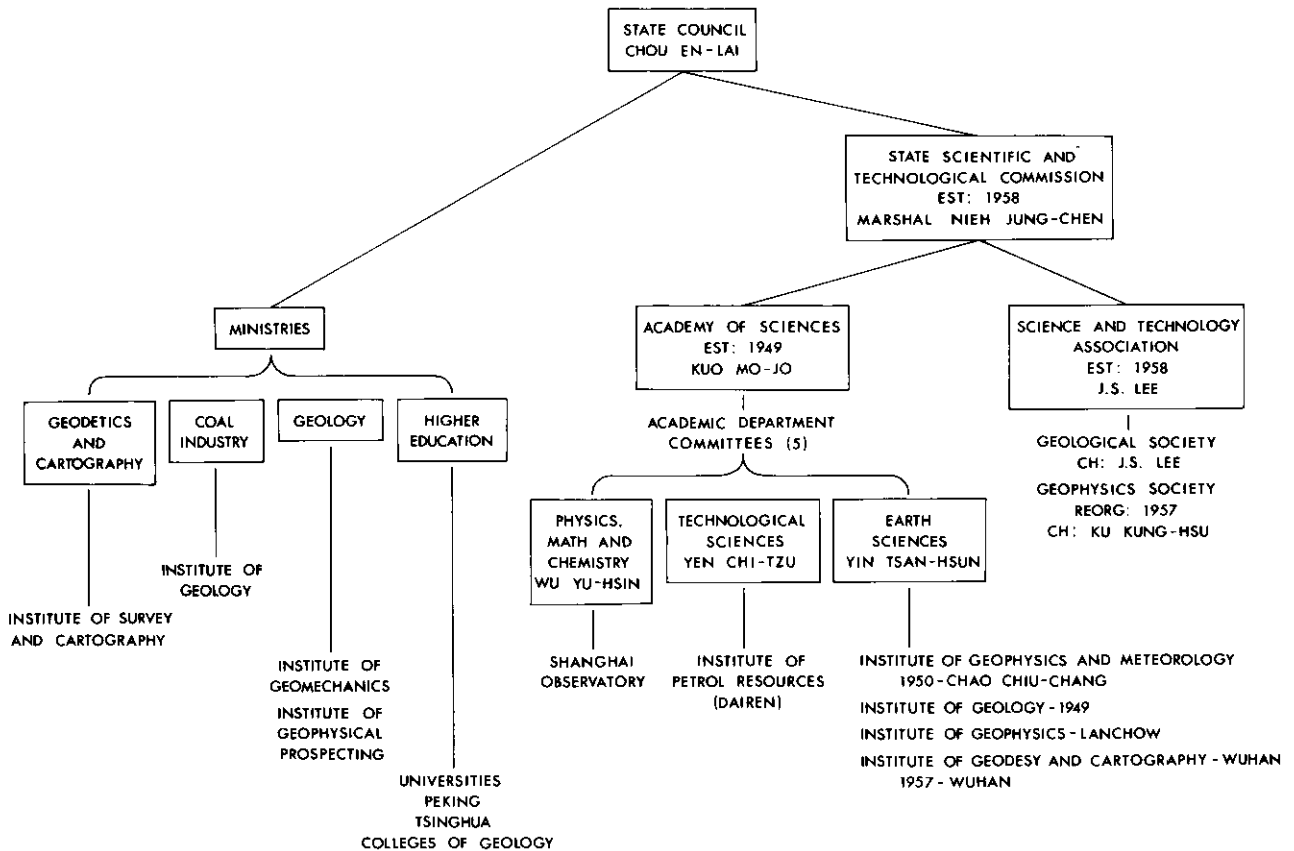 STATE COUNCIL
CHOU EN-LAI
STATE SCIENTIFIC AND
TECHNOLOGICAL COMMISSION
EST: 1958
MARSHAL NIEH JUNG-CHEN
MINISTRIES
ACADEMY OF SCIENCES
EST: 1949
KUO MO-JO
SCIENCE AND TECHNOLOGY
ASSOCIATION
EST: 1958
J.S. LEE
GEODETICS
AND
CARTOGRAPHY
COAL
INDUSTRY
GEOLOGY
HIGHER
EDUCATION
ACADEMIC DEPARTMENT
COMMITTEES (5)
GEOLOGICAL SOCIETY
CH: J.S. LEE
GEOPHYSICS SOCIETY
REORG: 1957
CH: KU KUNG-HSU
PHYSICS,
MATH AND
CHEMISTRY
WU YU-HSIN
TECHNOLOGICAL
SCIENCES
YEN CHI-TZU
EARTH
SCIENCES
YIN TSAN-HSUN
INSTITUTE OF SURVEY
AND CARTOGRAPHY
INSTITUTE OF
GEOLOGY
INSTITUTE OF
GEOMECHANICS
INSTITUTE OF
GEOPHYSICAL
PROSPECTING
UNIVERSITIES
PEKING
TSINGHUA
COLLEGES OF GEOLOGY
SHANGHAI
OBSERVATORY
INSTITUTE OF
PETROL RESOURCES
(DAIREN)
INSTITUTE OF GEOPHYSICS AND METEOROLOGY
1950-CHAO CHIU-CHANG
INSTITUTE OF GEOLOGY-1949
INSTITUTE OF GEOPHYSICS-LANCHOW
INSTITUTE OF GEODESY AND CARTOGRAPHY-WUHAN
1957-WUHAN